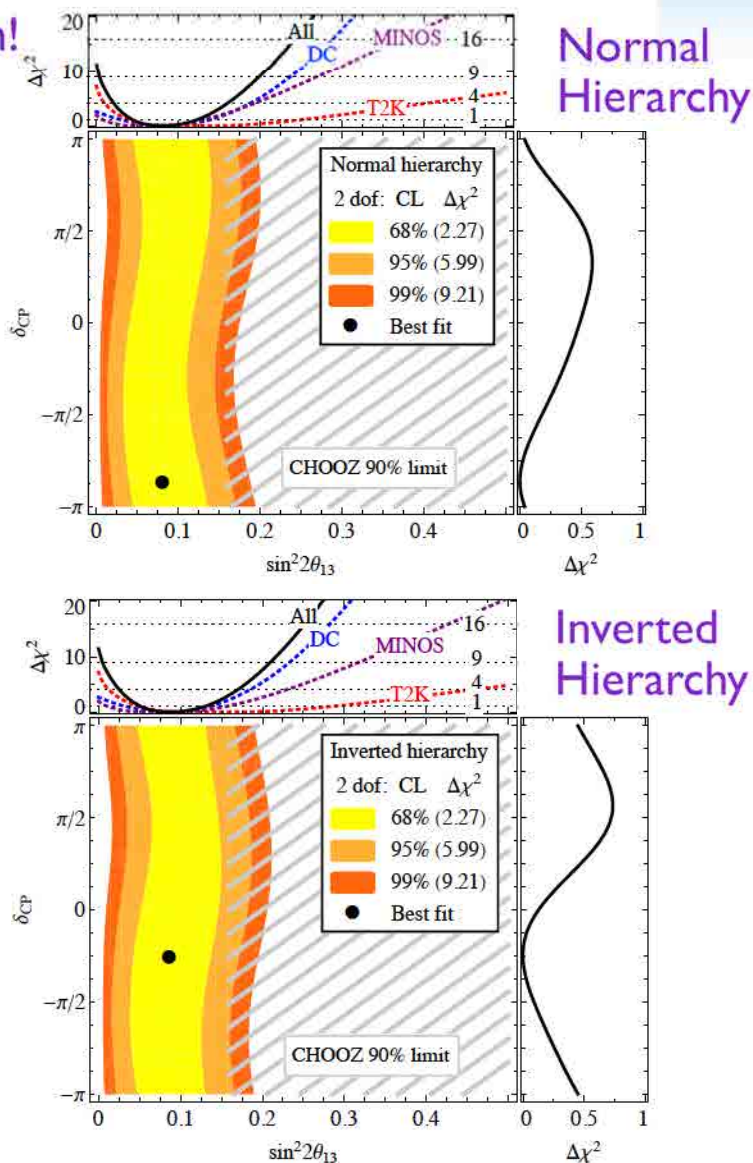 n!
Normal
Hierarchy
20
10
0
Δχ²
All
DC
MINOS
T2K
16
9
4
1
π
π/2
0
−π/2
−π
δCP
Normal hierarchy
2 dof: CL Δχ²
68% (2.27)
95% (5.99)
99% (9.21)
Best fit
CHOOZ 90% limit
0 0.1 0.2 0.3 0.4 0 0.5 1
sin²2θ₁₃ Δχ²
Inverted
Hierarchy
20
10
0
Δχ²
All
DC
MINOS
T2K
16
9
4
1
π
π/2
0
−π/2
−π
δCP
Inverted hierarchy
2 dof: CL Δχ²
68% (2.27)
95% (5.99)
99% (9.21)
Best fit
CHOOZ 90% limit
0 0.1 0.2 0.3 0.4 0 0.5 1
sin²2θ₁₃ Δχ²